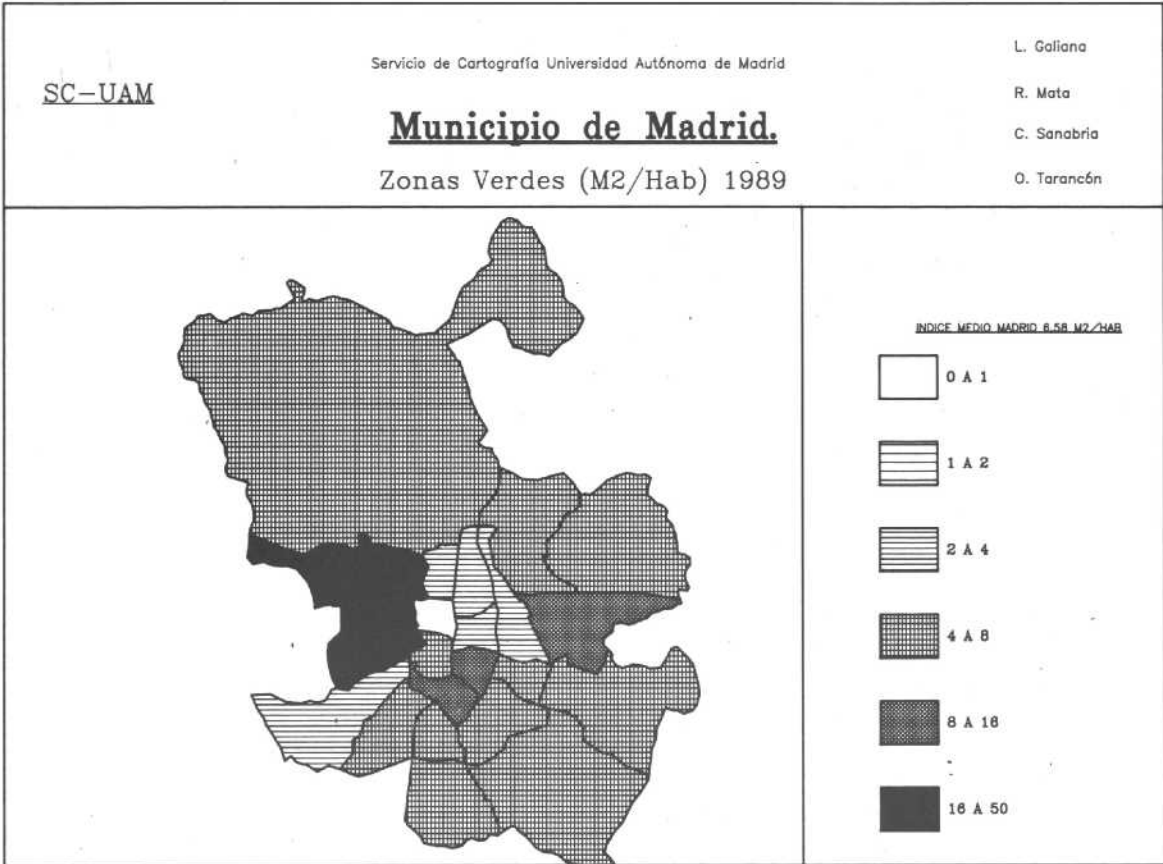 SC-UAM
Servicio de Cartografía Universidad Autónoma de Madrid
Municipio de Madrid.
Zonas Verdes (M2/Hab) 1989
L. Galiana
R. Mata
C. Sanabria
O. Tarancón
INDICE MEDIO MADRID 6.58 M2/HAB
0 A 1
1 A 2
2 A 4
4 A 8
8 A 16
16 A 50